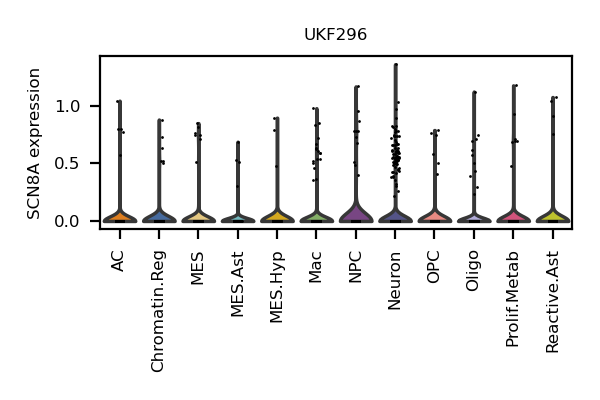 UKF296
SCN8A expression
1.0
0.5
0.0
AC
Chromatin.Reg
MES
MES.Ast
MES.Hyp
Mac
NPC
Neuron
OPC
Oligo
Prolif.Metab
Reactive.Ast